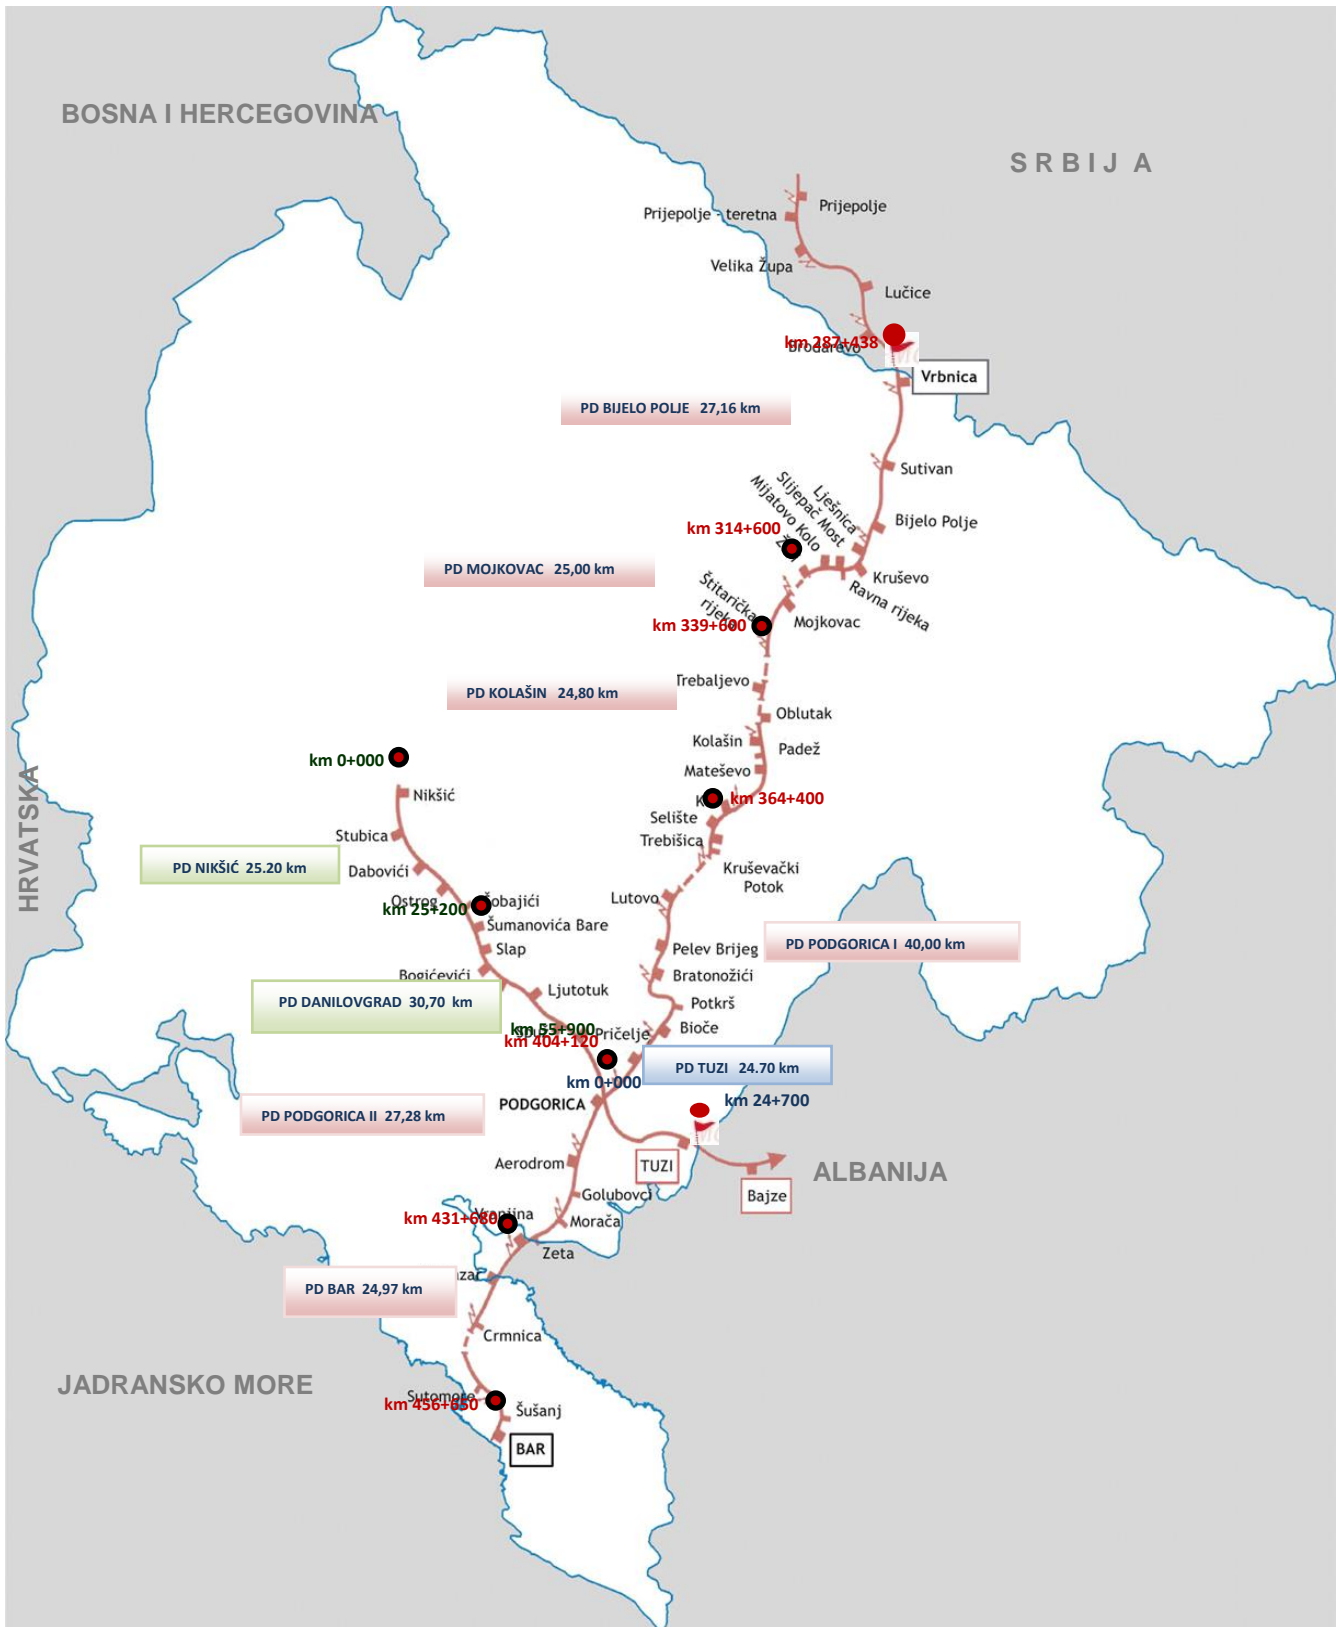 BOSNA I HERCEGOVINA
S R B I J A
Prijepolje
Prijepolje - teretna
Velika Župa
Lučice
km 287+438
Brodarevo
Vrbnica
PD BIJELO POLJE 27,16 km
Sutivan
Lješnica
Slijepač Most
Mijatovo Kolo
Bijelo Polje
km 314+600
PD MOJKOVAC 25,00 km
Kruševo
Ravna rijeka
Štitarička
rijeka
km 339+600
Mojkovac
Trebaljevo
PD KOLAŠIN 24,80 km
Oblutak
Kolašin
Padež
km 0+000
Mateševo
Nikšić
km 364+400
Selište
Stubica
Trebišica
PD NIKŠIĆ 25.20 km
Dabovići
Kruševački
Potok
HRVATSKA
Ostrog
Šobajići
km 25+200
Lutovo
Šumanovića Bare
Slap
Pelev Brijeg
PD PODGORICA I 40,00 km
Bogićevići
Bratonožići
Ljutotuk
PD DANILOVGRAD 30,70 km
Potkrš
km 55+900
Pričelje
Bioče
km 404+120
PD TUZI 24.70 km
km 0+000
km 24+700
PODGORICA
PD PODGORICA II 27,28 km
Aerodrom
TUZI
ALBANIJA
Bajze
Golubovci
Vranjina
km 431+680
Morača
Zeta
PD BAR 24,97 km
Crmnica
JADRANSKO MORE
Sutomore
km 456+650
Šušanj
BAR